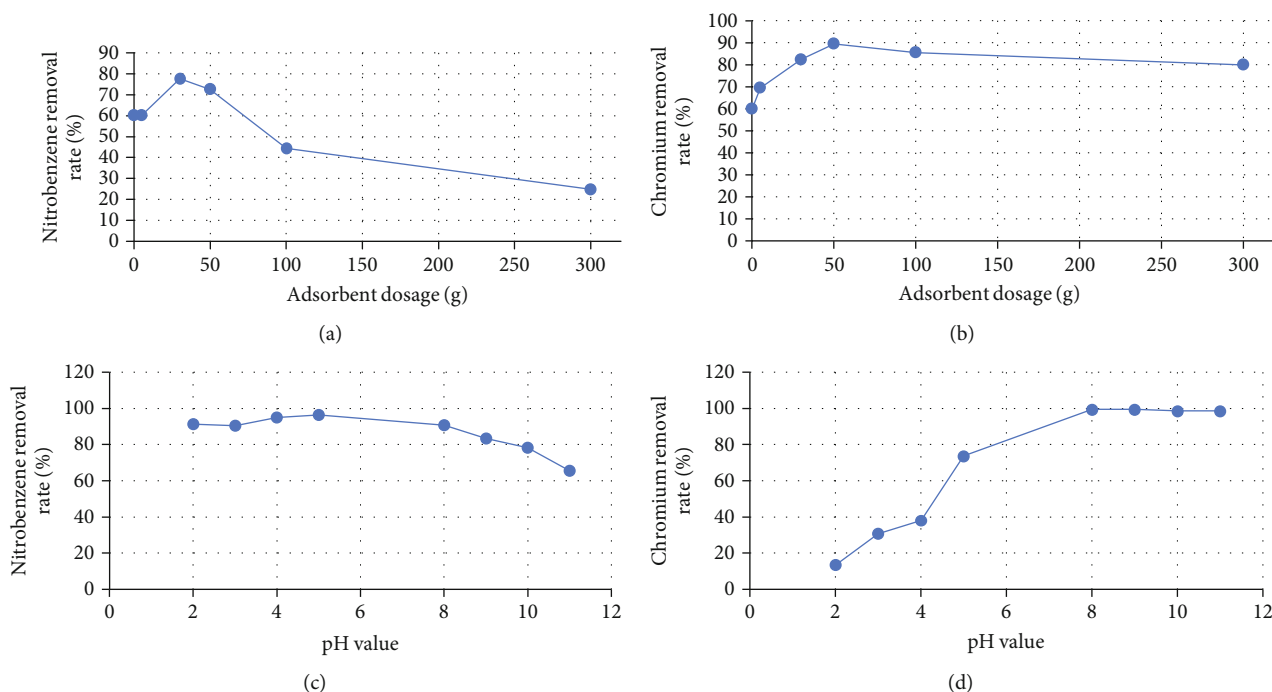 Nitrobenzene removal
rate (%)
90
80
70
60
50
40
30
20
10
0
0 50 100 150 200 250 300
Adsorbent dosage (g)
(a)
Chromium removal
rate (%)
100
90
80
70
60
50
40
30
20
10
0
0 50 100 150 200 250 300
Adsorbent dosage (g)
(b)
Nitrobenzene removal
rate (%)
120
100
80
60
40
20
0
0 2 4 6 8 10 12
pH value
(c)
Chromium removal
rate (%)
120
100
80
60
40
20
0
0 2 4 6 8 10 12
pH value
(d)